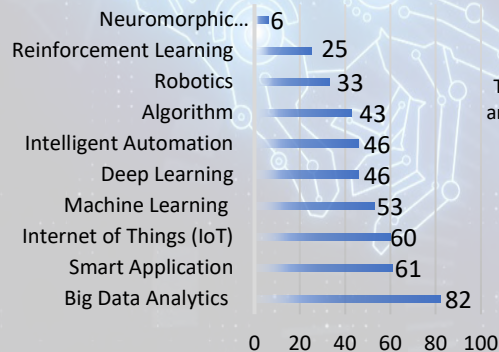 Neuromorphic... 6
Reinforcement Learning 25
Robotics 33
Algorithm 43
Intelligent Automation 46
Deep Learning 46
Machine Learning 53
Internet of Things (IoT) 60
Smart Application 61
Big Data Analytics 82
0 20 40 60 80 100